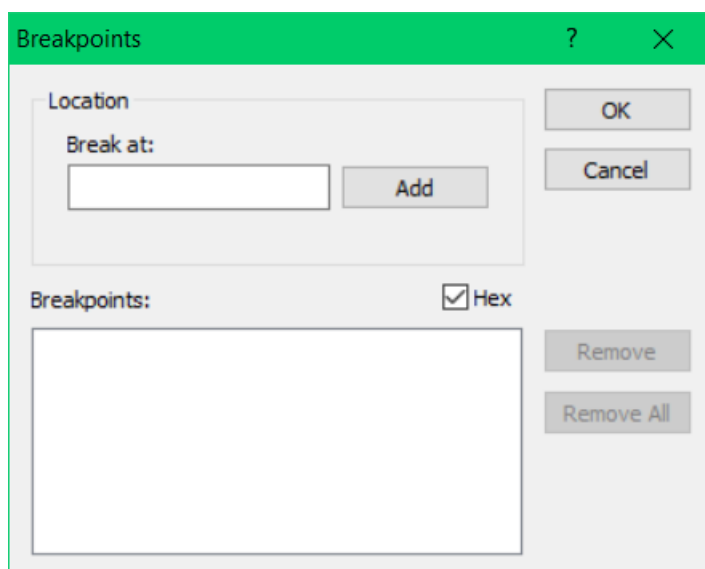 Breakpoints ?
Location
OK
Break at:
Add
Cancel
Breakpoints:
Hex
Remove
Remove All